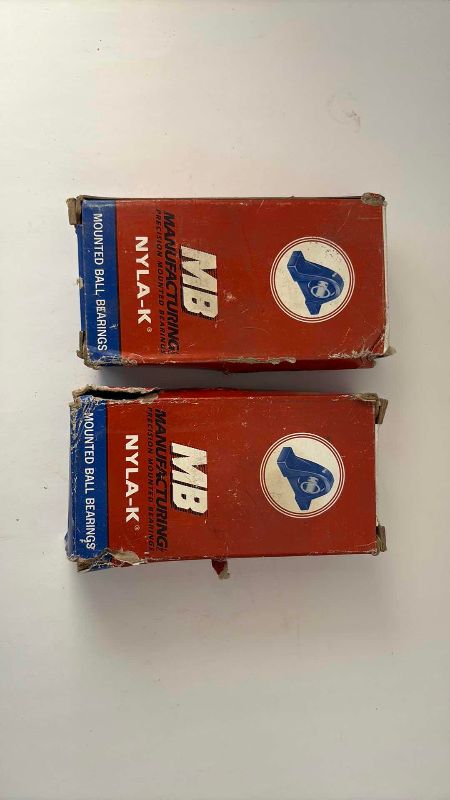 MB
MANUFACTURING
PRECISION MOUNTED BEARINGS
NYLA-K®
MOUNTED BALL BEARINGS
MB
MANUFACTURING
PRECISION MOUNTED BEARINGS
NYLA-K®
MOUNTED BALL BEARINGS